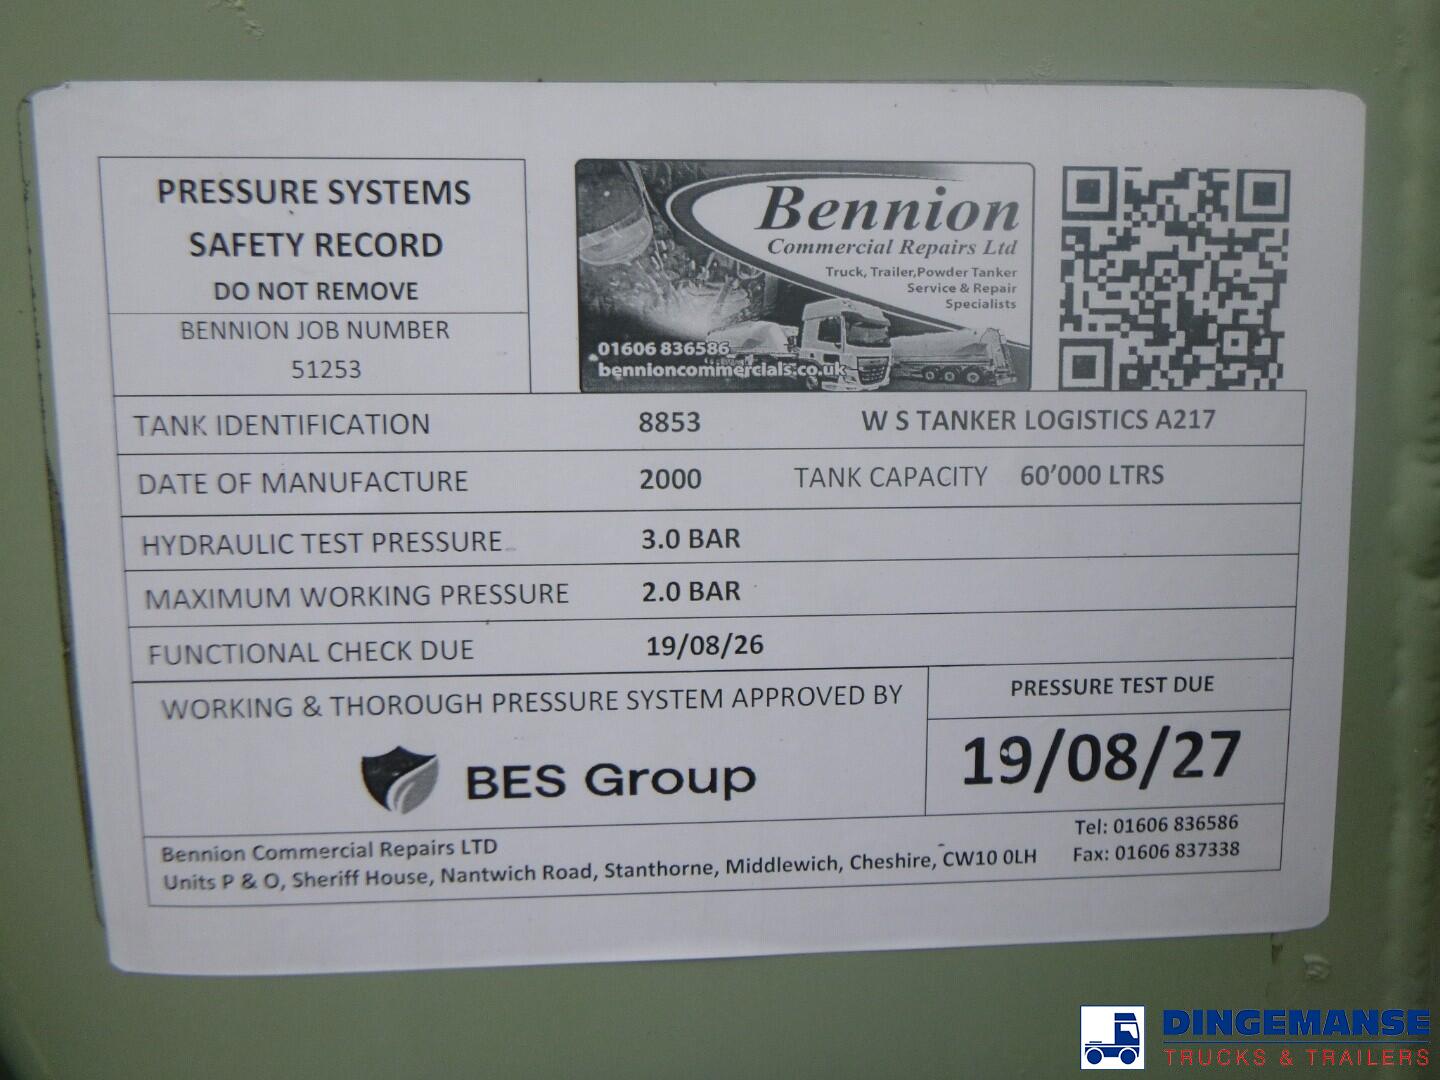 PRESSURE SYSTEMS
SAFETY RECORD
DO NOT REMOVE
BENNION JOB NUMBER
51253
Bennion
Commercial Repairs Ltd
Truck, Trailer,Powder Tanker
Service & Repair
Specialists
01606 836586
bennioncommercials.co.uk
TANK IDENTIFICATION 8853 W S TANKER LOGISTICS A217
DATE OF MANUFACTURE 2000 TANK CAPACITY 60'000 LTRS
HYDRAULIC TEST PRESSURE 3.0 BAR
MAXIMUM WORKING PRESSURE 2.0 BAR
FUNCTIONAL CHECK DUE 19/08/26
WORKING & THOROUGH PRESSURE SYSTEM APPROVED BY
BES Group
PRESSURE TEST DUE
19/08/27
Bennion Commercial Repairs LTD
Units P & O, Sheriff House, Nantwich Road, Stanthorne, Middlewich, Cheshire, CW10 0LH
Tel: 01606 836586
Fax: 01606 837338
DINGEMANSE
TRUCKS & TRAILERS